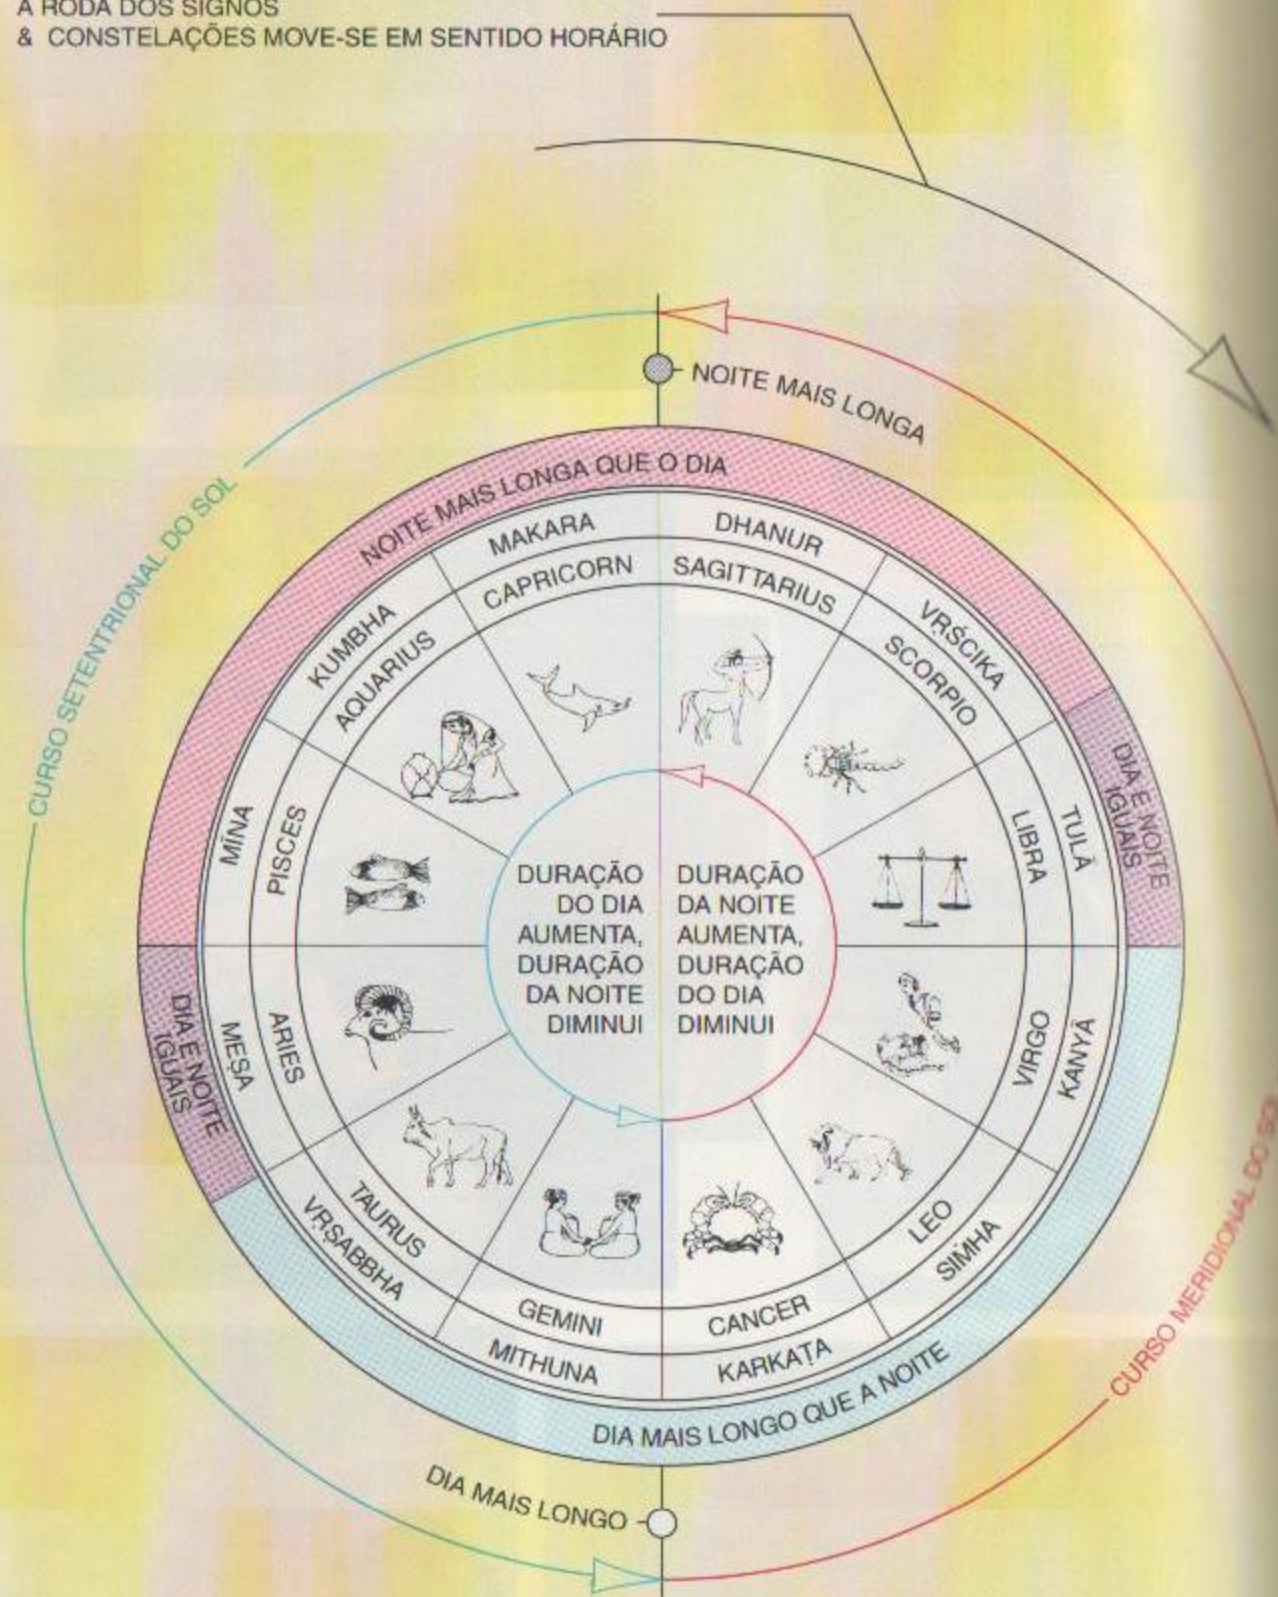 A RODA DOS SIGNOS
& CONSTELAÇÕES MOVE-SE EM SENTIDO HORÁRIO
NOITE MAIS LONGA
CURSO SETENTRIONAL DO SOL
NOITE MAIS LONGA QUE O DIA
MAKARA
DHANUR
CAPRICORN
SAGITTARIUS
KUMBHA
AQUARIUS
VṚŚCIKA
SCORPIO
MĪNA
PISCES
LIBRA
TULĀ
DIA E NOITE
IGUAIS
DURAÇÃO
DO DIA
AUMENTA,
DURAÇÃO
DA NOITE
DIMINUI
DURAÇÃO
DA NOITE
AUMENTA,
DURAÇÃO
DO DIA
DIMINUI
DIA E NOITE
IGUAIS
MEṢA
ARIES
VIRGO
KANYĀ
TAURUS
VṚṢABBHA
LEO
SIMHA
GEMINI
MITHUNA
CANCER
KARKAṬA
DIA MAIS LONGO QUE A NOITE
CURSO MERIDIONAL DO SO
DIA MAIS LONGO